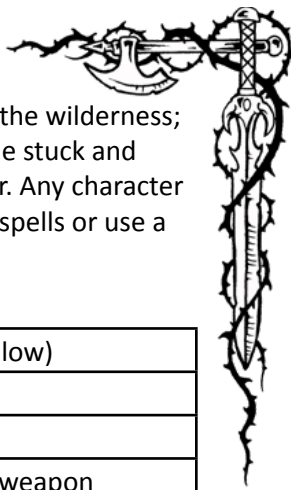 the wilderness;
e stuck and
r. Any character
spells or use a
low)
weapon